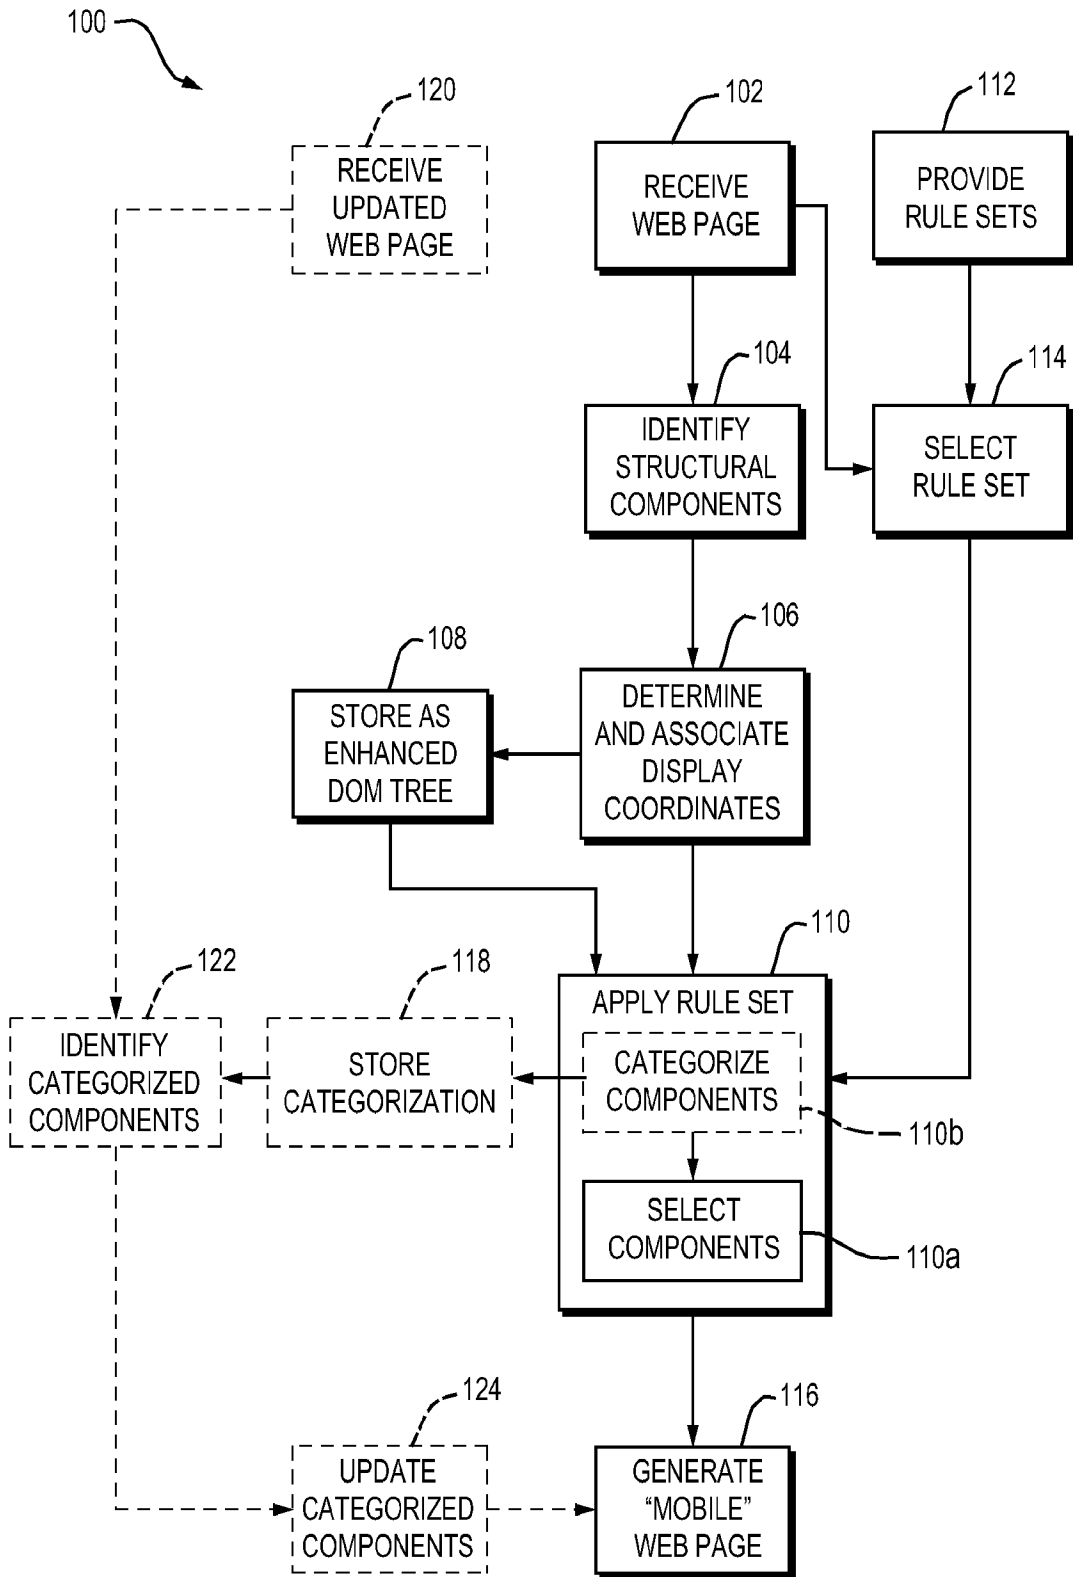 100
120
RECEIVE
UPDATED
WEB PAGE
102
RECEIVE
WEB PAGE
112
PROVIDE
RULE SETS
104
IDENTIFY
STRUCTURAL
COMPONENTS
114
SELECT
RULE SET
106
DETERMINE
AND ASSOCIATE
DISPLAY
COORDINATES
108
STORE AS
ENHANCED
DOM TREE
110
APPLY RULE SET
122
IDENTIFY
CATEGORIZED
COMPONENTS
118
STORE
CATEGORIZATION
CATEGORIZE
COMPONENTS
110b
SELECT
COMPONENTS
110a
124
UPDATE
CATEGORIZED
COMPONENTS
116
GENERATE
“MOBILE”
WEB PAGE